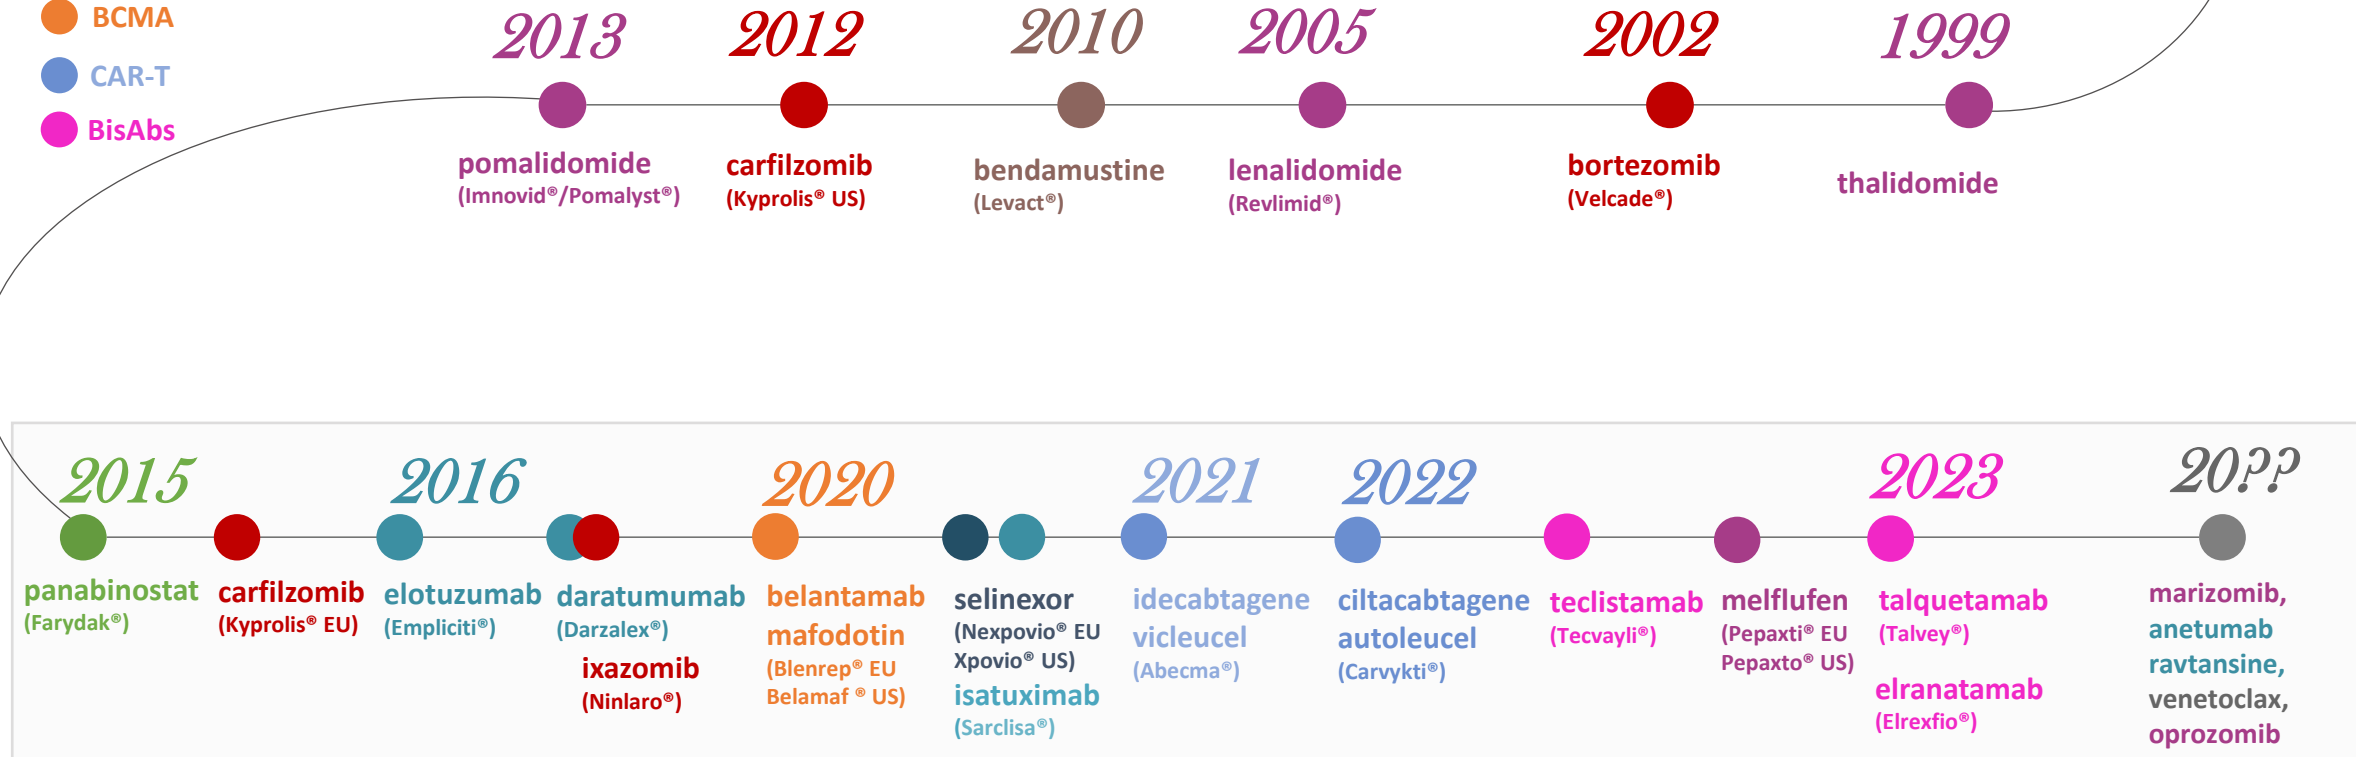 BCMA
CAR-T
BisAbs
2013
2012
2010
2005
2002
1999
pomalidomide
(Imnovid®/Pomalyst®)
carfilzomib
(Kyprolis® US)
bendamustine
(Levact®)
lenalidomide
(Revlimid®)
bortezomib
(Velcade®)
thalidomide
2015
2016
2020
2021
2022
2023
20??
panabinostat
(Farydak®)
carfilzomib
(Kyprolis® EU)
elotuzumab
(Empliciti®)
daratumumab
(Darzalex®)
ixazomib
(Ninlaro®)
belantamab
mafodotin
(Blenrep® EU
Belamaf ® US)
selinexor
(Nexpovio® EU
Xpovio® US)
isatuximab
(Sarclisa®)
idecabtagene
vicleucel
(Abecma®)
ciltacabtagene
autoleucel
(Carvykti®)
teclistamab
(Tecvayli®)
melflufen
(Pepaxti® EU
Pepaxto® US)
talquetamab
(Talvey®)
elranatamab
(Elrexfio®)
marizomib,
anetumab
ravtansine,
venetoclax,
oprozomib